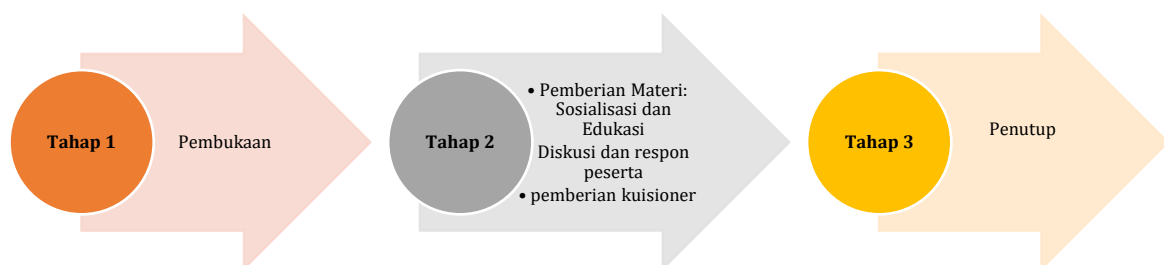 Tahap 1
Pembukaan
Tahap 2
• Pemberian Materi:
Sosialisasi dan
Edukasi
Diskusi dan respon
peserta
• pemberian kuisioner
Tahap 3
Penutup